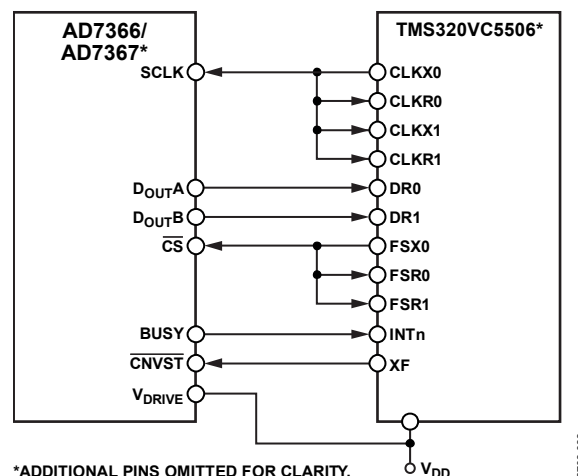 AD7366/
AD7367*
TMS320VC5506*
SCLK
CLKX0
CLKR0
CLKX1
CLKR1
DOUTA
DR0
DOUTB
DR1
CS
FSX0
FSR0
FSR1
BUSY
INTn
CNVST
XF
VDRIVE
VDD
*ADDITIONAL PINS OMITTED FOR CLARITY.